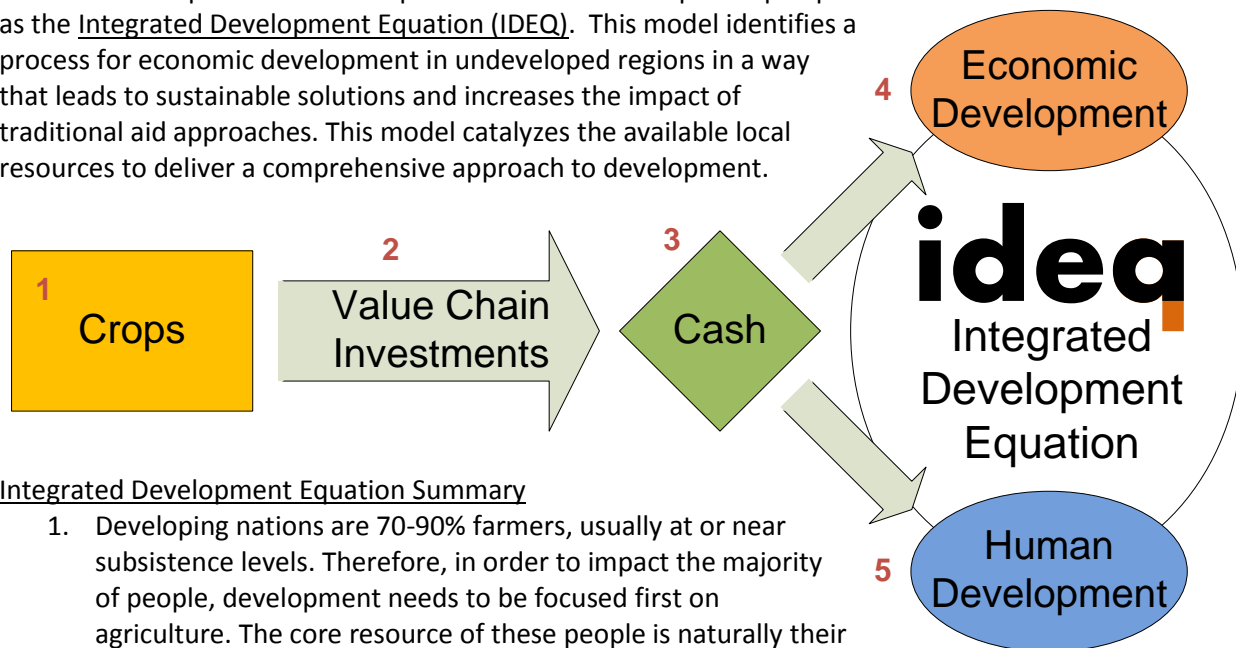 as the Integrated Development Equation (IDEQ).  This model identifies a
process for economic development in undeveloped regions in a way
that leads to sustainable solutions and increases the impact of
traditional aid approaches. This model catalyzes the available local
resources to deliver a comprehensive approach to development.
1
Crops
2
Value Chain
Investments
3
Cash
4
Economic
Development
ideq
Integrated
Development
Equation
5
Human
Development
Integrated Development Equation Summary
1. Developing nations are 70-90% farmers, usually at or near
subsistence levels. Therefore, in order to impact the majority
of people, development needs to be focused first on
agriculture. The core resource of these people is naturally their